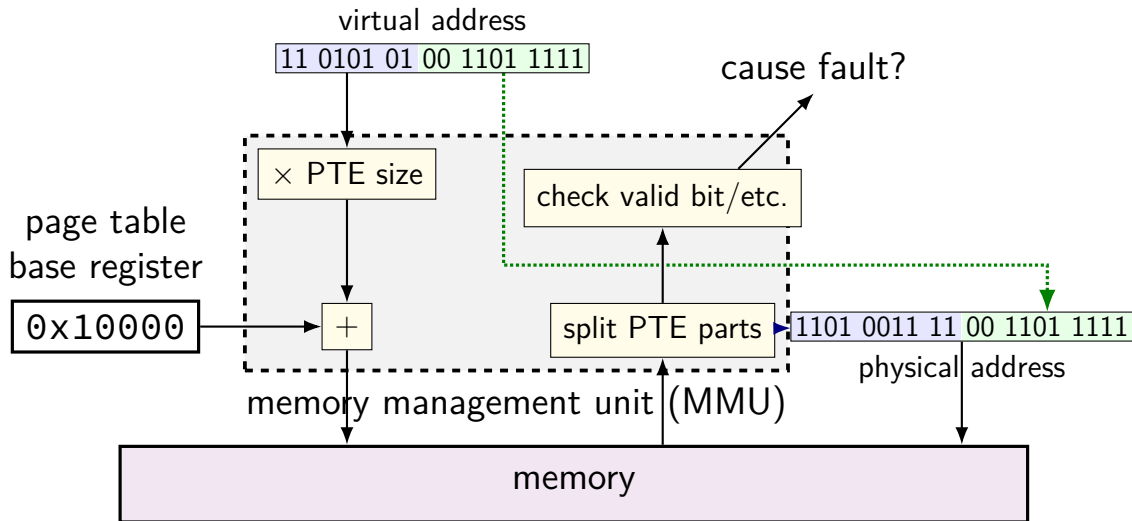 virtual address
11 0101 01 00 1101 1111
cause fault?
× PTE size
check valid bit/etc.
page table
base register
0x10000
+
split PTE parts
1101 0011 11 00 1101 1111
physical address
memory management unit (MMU)
memory